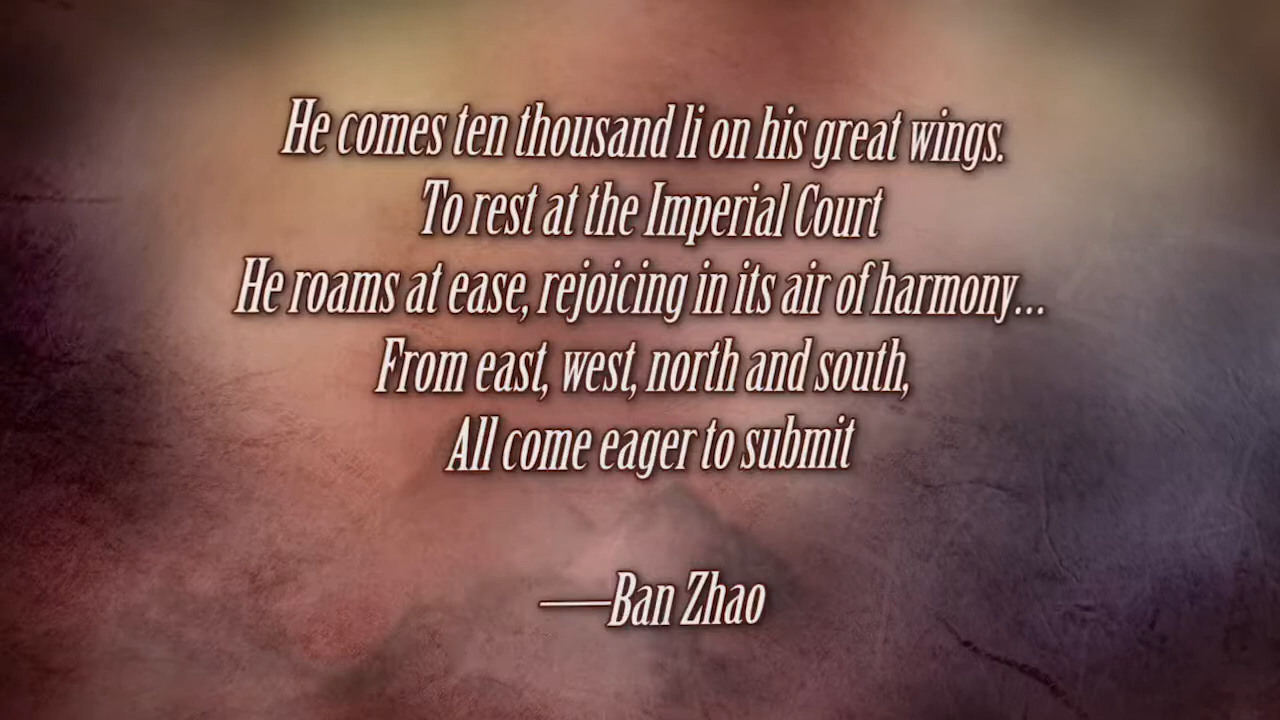 He comes ten thousand li on his great wings.
To rest at the Imperial Court
He roams at ease, rejoicing in its air of harmony...
From east, west, north and south,
All come eager to submit
—Ban Zhao